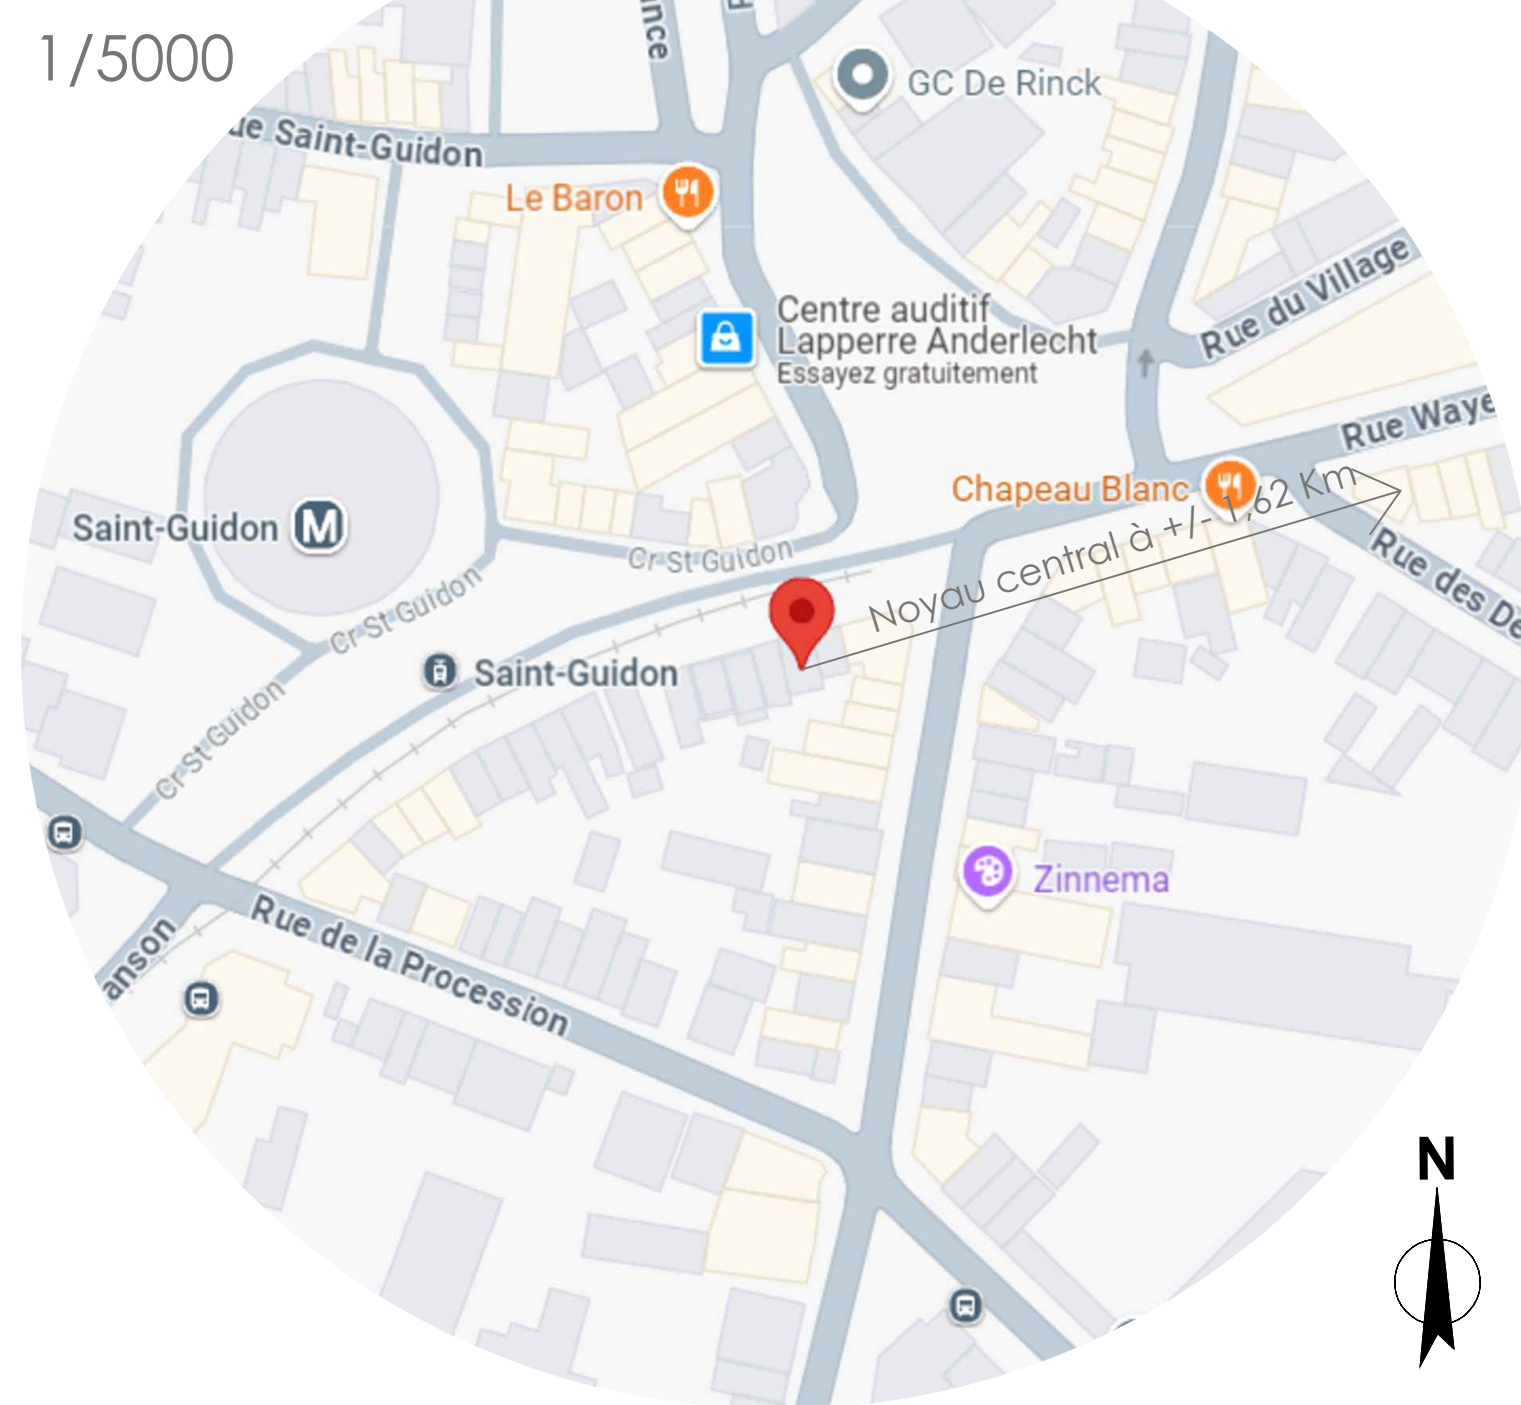 1/5000
ance
GC De Rinck
ue Saint-Guidon
Le Baron
Centre auditif
Lapperre Anderlecht
Essayez gratuitement
Rue du Village
Rue Waye
Chapeau Blanc
Noyau central à +/- 1,62 Km
Saint-Guidon
Cr St Guidon
Cr St Guidon
Rue des De
Saint-Guidon
Cr St Guidon
Zinnema
Rue de la Procession
anson
N